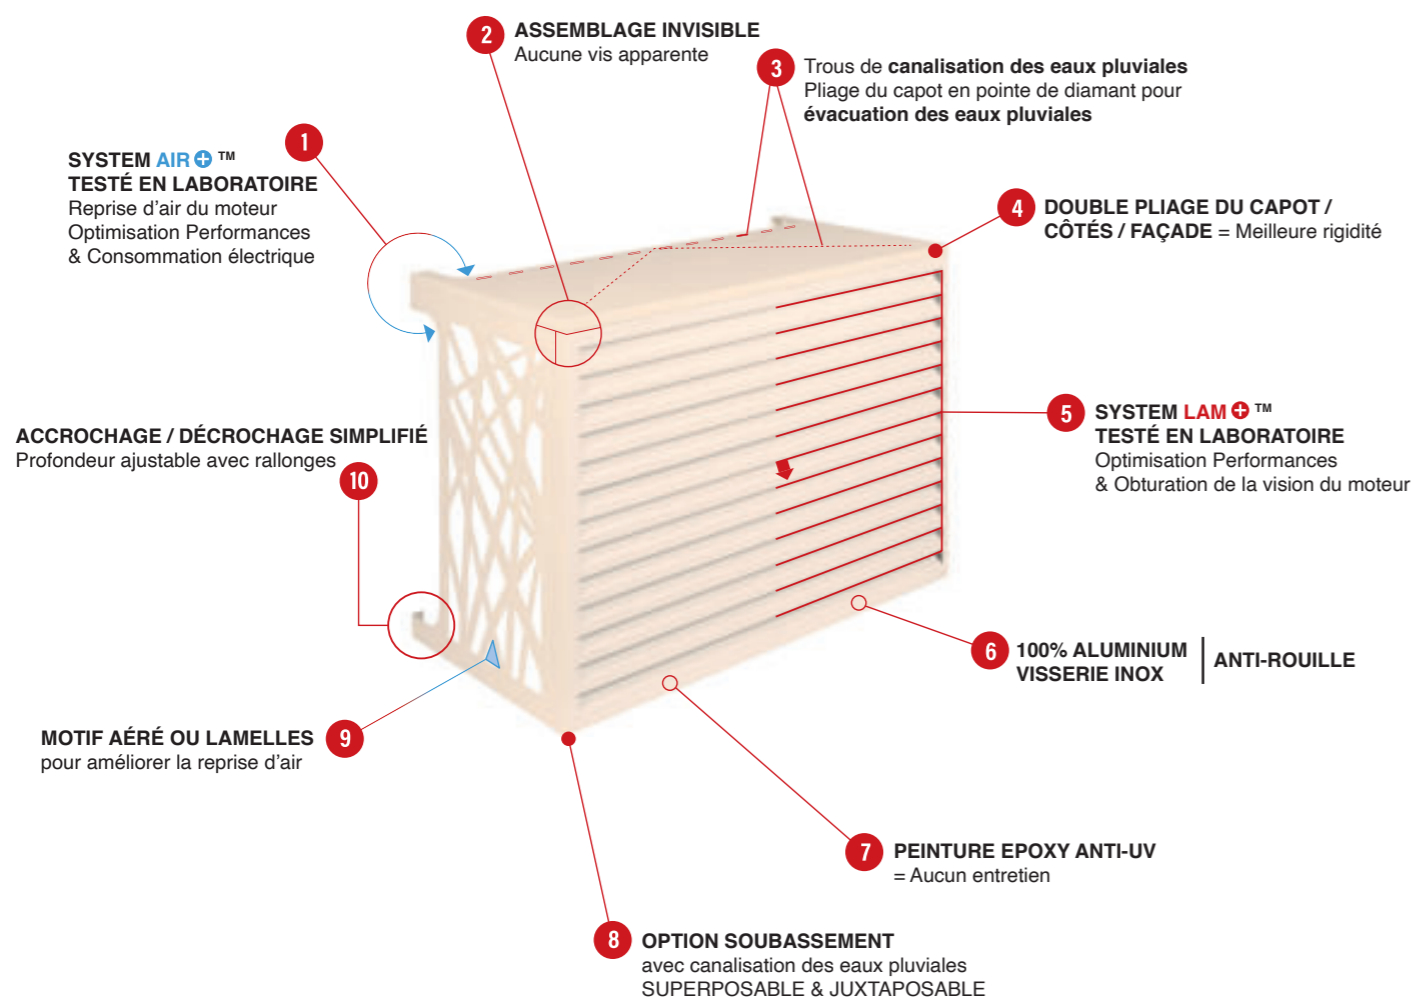 1
SYSTEM AIR + ™
TESTÉ EN LABORATOIRE
Reprise d'air du moteur
Optimisation Performances
& Consommation électrique
2
ASSEMBLAGE INVISIBLE
Aucune vis apparente
3
Trous de canalisation des eaux pluviales
Pliage du capot en pointe de diamant pour
évacuation des eaux pluviales
4
DOUBLE PLIAGE DU CAPOT /
CÔTÉS / FAÇADE = Meilleure rigidité
5
SYSTEM LAM + ™
TESTÉ EN LABORATOIRE
Optimisation Performances
& Obturation de la vision du moteur
6
100% ALUMINIUM
VISSERIE INOX
ANTI-ROUILLE
7
PEINTURE EPOXY ANTI-UV
= Aucun entretien
8
OPTION SOUBASSEMENT
avec canalisation des eaux pluviales
SUPERPOSABLE & JUXTAPOSABLE
9
MOTIF AÉRÉ OU LAMELLES
pour améliorer la reprise d'air
10
ACCROCHAGE / DÉCROCHAGE SIMPLIFIÉ
Profondeur ajustable avec rallonges